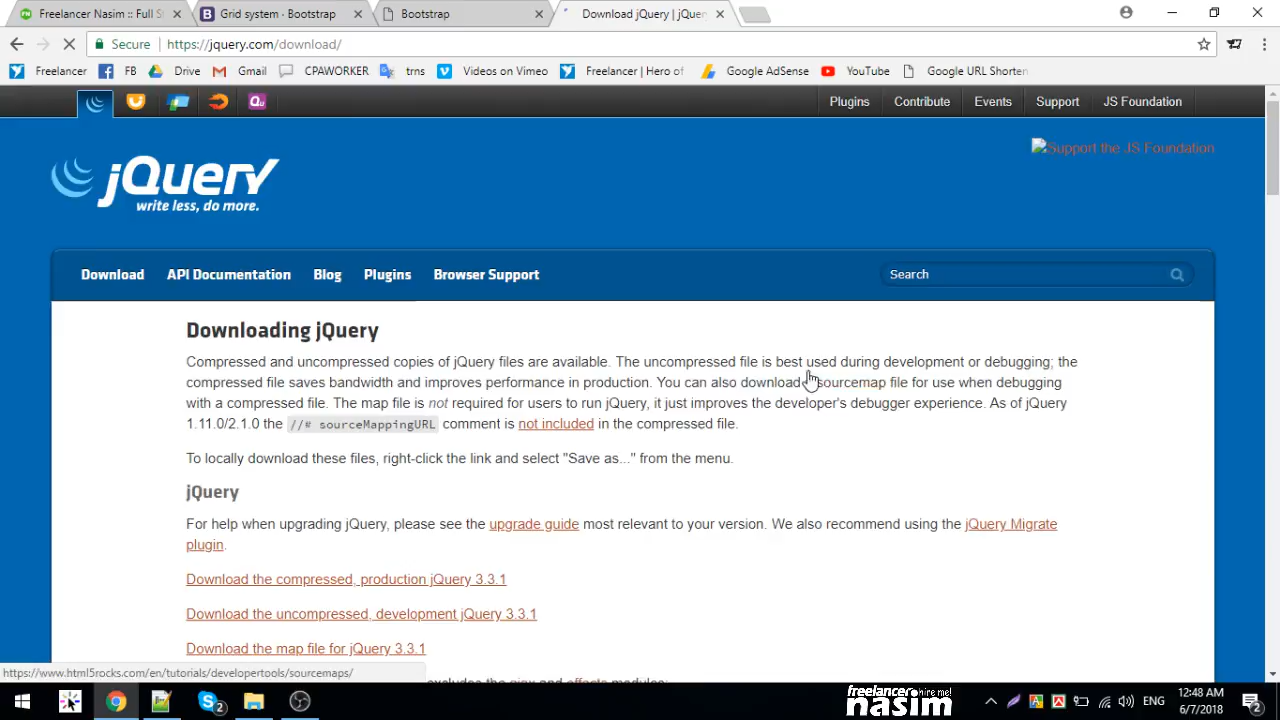 Freelancer Nasim :: Full S
Grid system · Bootstrap
Bootstrap
Download jQuery | jQuer
Secure
https://jquery.com/download/
Freelancer
FB
Drive
Gmail
CPAWORKER
trns
Videos on Vimeo
Freelancer | Hero of
Google AdSense
YouTube
Google URL Shorten
Plugins
Contribute
Events
Support
JS Foundation
Support the JS Foundation
jQuery
write less, do more.
Download
API Documentation
Blog
Plugins
Browser Support
Search
Downloading jQuery
Compressed and uncompressed copies of jQuery files are available. The uncompressed file is best used during development or debugging; the
compressed file saves bandwidth and improves performance in production. You can also download sourcemap file for use when debugging
with a compressed file. The map file is not required for users to run jQuery, it just improves the developer's debugger experience. As of jQuery
1.11.0/2.1.0 the //# sourceMappingURL comment is not included in the compressed file.
To locally download these files, right-click the link and select "Save as..." from the menu.
jQuery
For help when upgrading jQuery, please see the upgrade guide most relevant to your version. We also recommend using the jQuery Migrate
plugin.
Download the compressed, production jQuery 3.3.1
Download the uncompressed, development jQuery 3.3.1
Download the map file for jQuery 3.3.1
https://www.html5rocks.com/en/tutorials/developertools/sourcemaps/
excludes the ajax and effects modules:
2
freelancer hire me!
nasim
ENG
12:48 AM
6/7/2018
2